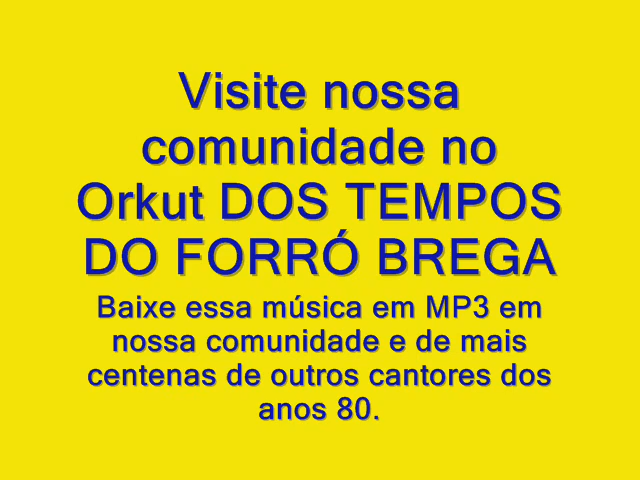 Visite nossa
comunidade no
Orkut DOS TEMPOS
DO FORRÓ BREGA
Baixe essa música em MP3 em
nossa comunidade e de mais
centenas de outros cantores dos
anos 80.